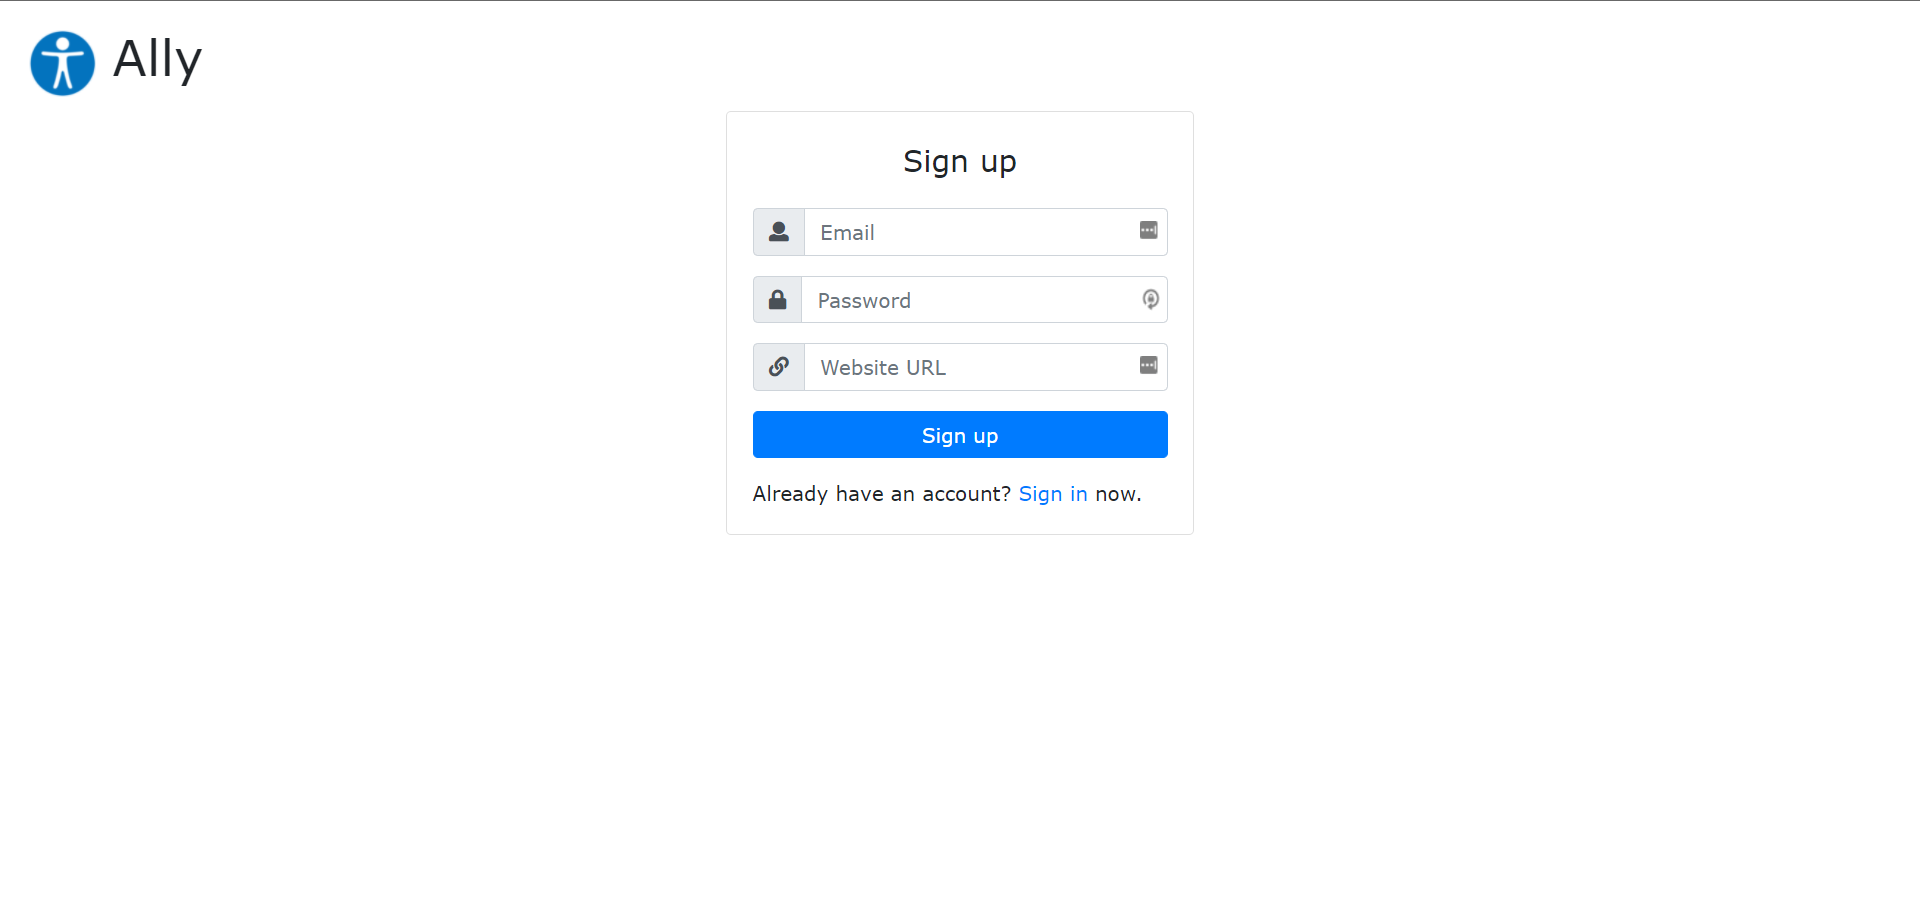 Ally
Sign up
Email
Password
Website URL
Sign up
Already have an account? Sign in now.